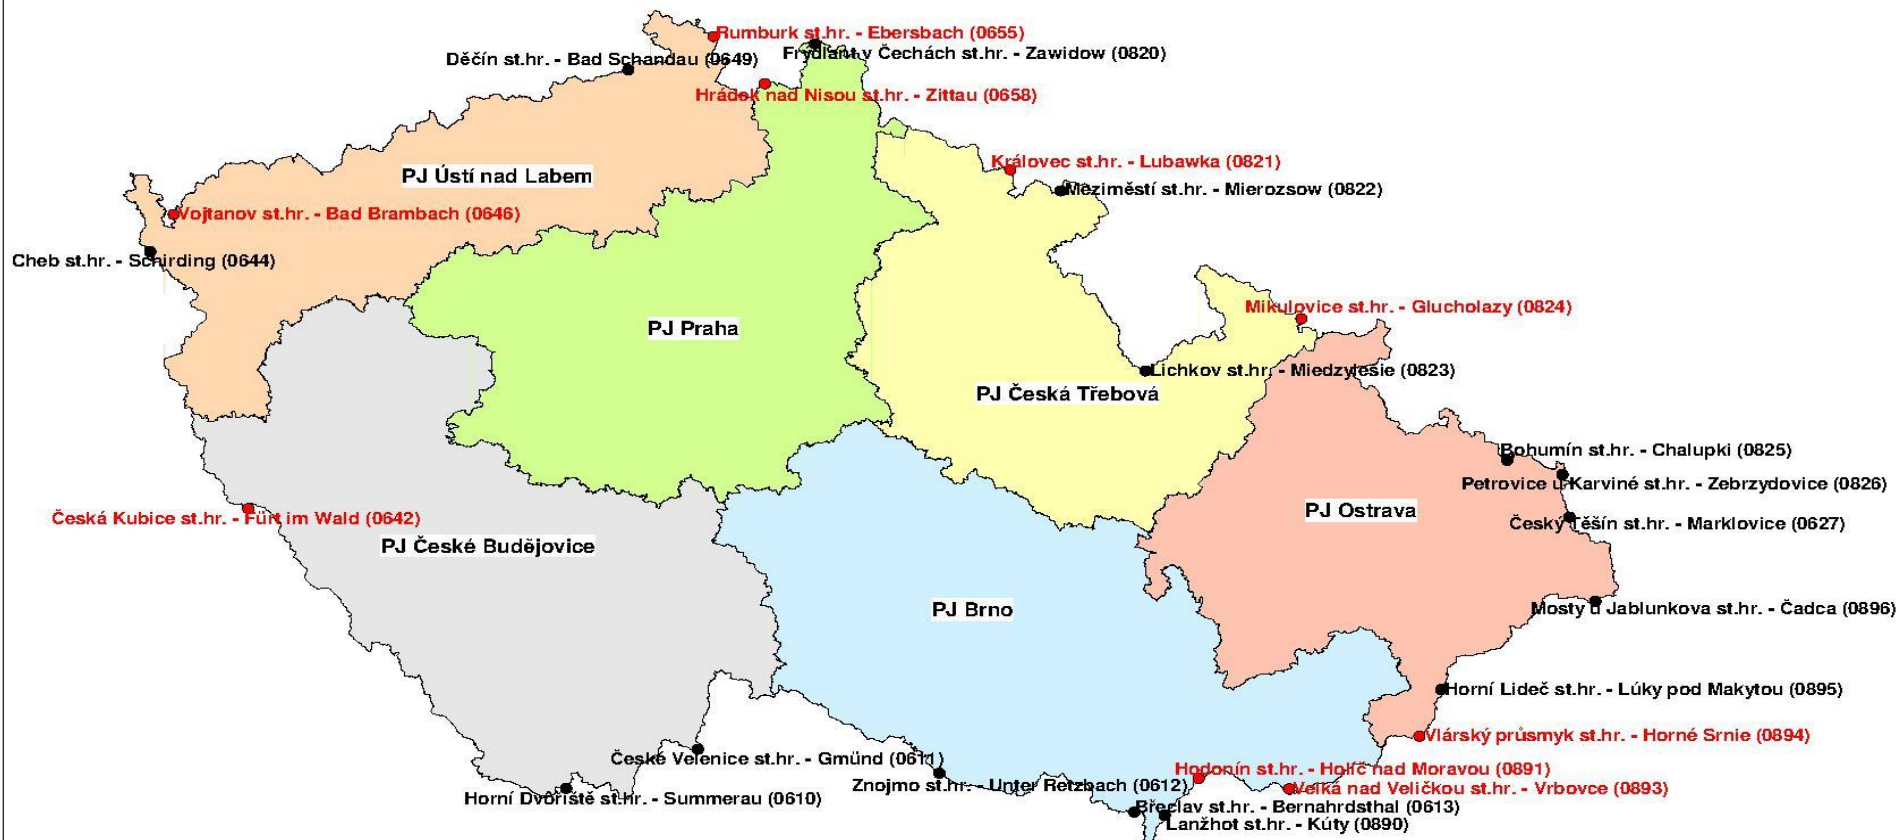 Rumburk st.hr. - Ebersbach (0655)
Děčín st.hr. - Bad Schandau (0649)
Frýdlant v Čechách st.hr. - Zawidow (0820)
Hrádek nad Nisou st.hr. - Zittau (0658)
Královec st.hr. - Lubawka (0821)
PJ Ústí nad Labem
Meziměstí st.hr. - Mierozsow (0822)
Vojtanov st.hr. - Bad Brambach (0646)
Cheb st.hr. - Schirding (0644)
Mikulovice st.hr. - Glucholazy (0824)
PJ Praha
Lichkov st.hr. - Miedzylesie (0823)
PJ Česká Třebová
Bohumín st.hr. - Chalupki (0825)
Petrovice u Karviné st.hr. - Zebrzydovice (0826)
PJ Ostrava
Česká Kubice st.hr. - Fürt im Wald (0642)
Český Těšín st.hr. - Marklovice (0627)
PJ České Budějovice
PJ Brno
Mosty u Jablunkova st.hr. - Čadca (0896)
Horní Lideč st.hr. - Lúky pod Makytou (0895)
Vlárský průsmyk st.hr. - Horné Srnie (0894)
České Velenice st.hr. - Gmünd (0611)
Hodonín st.hr. - Holíč nad Moravou (0891)
Znojmo st.hr. - Unter Retzbach (0612)
Velká nad Veličkou st.hr. - Vrbovce (0893)
Horní Dvořiště st.hr. - Summerau (0610)
Břeclav st.hr. - Bernahrdsthal (0613)
Lanžhot st.hr. - Kúty (0890)